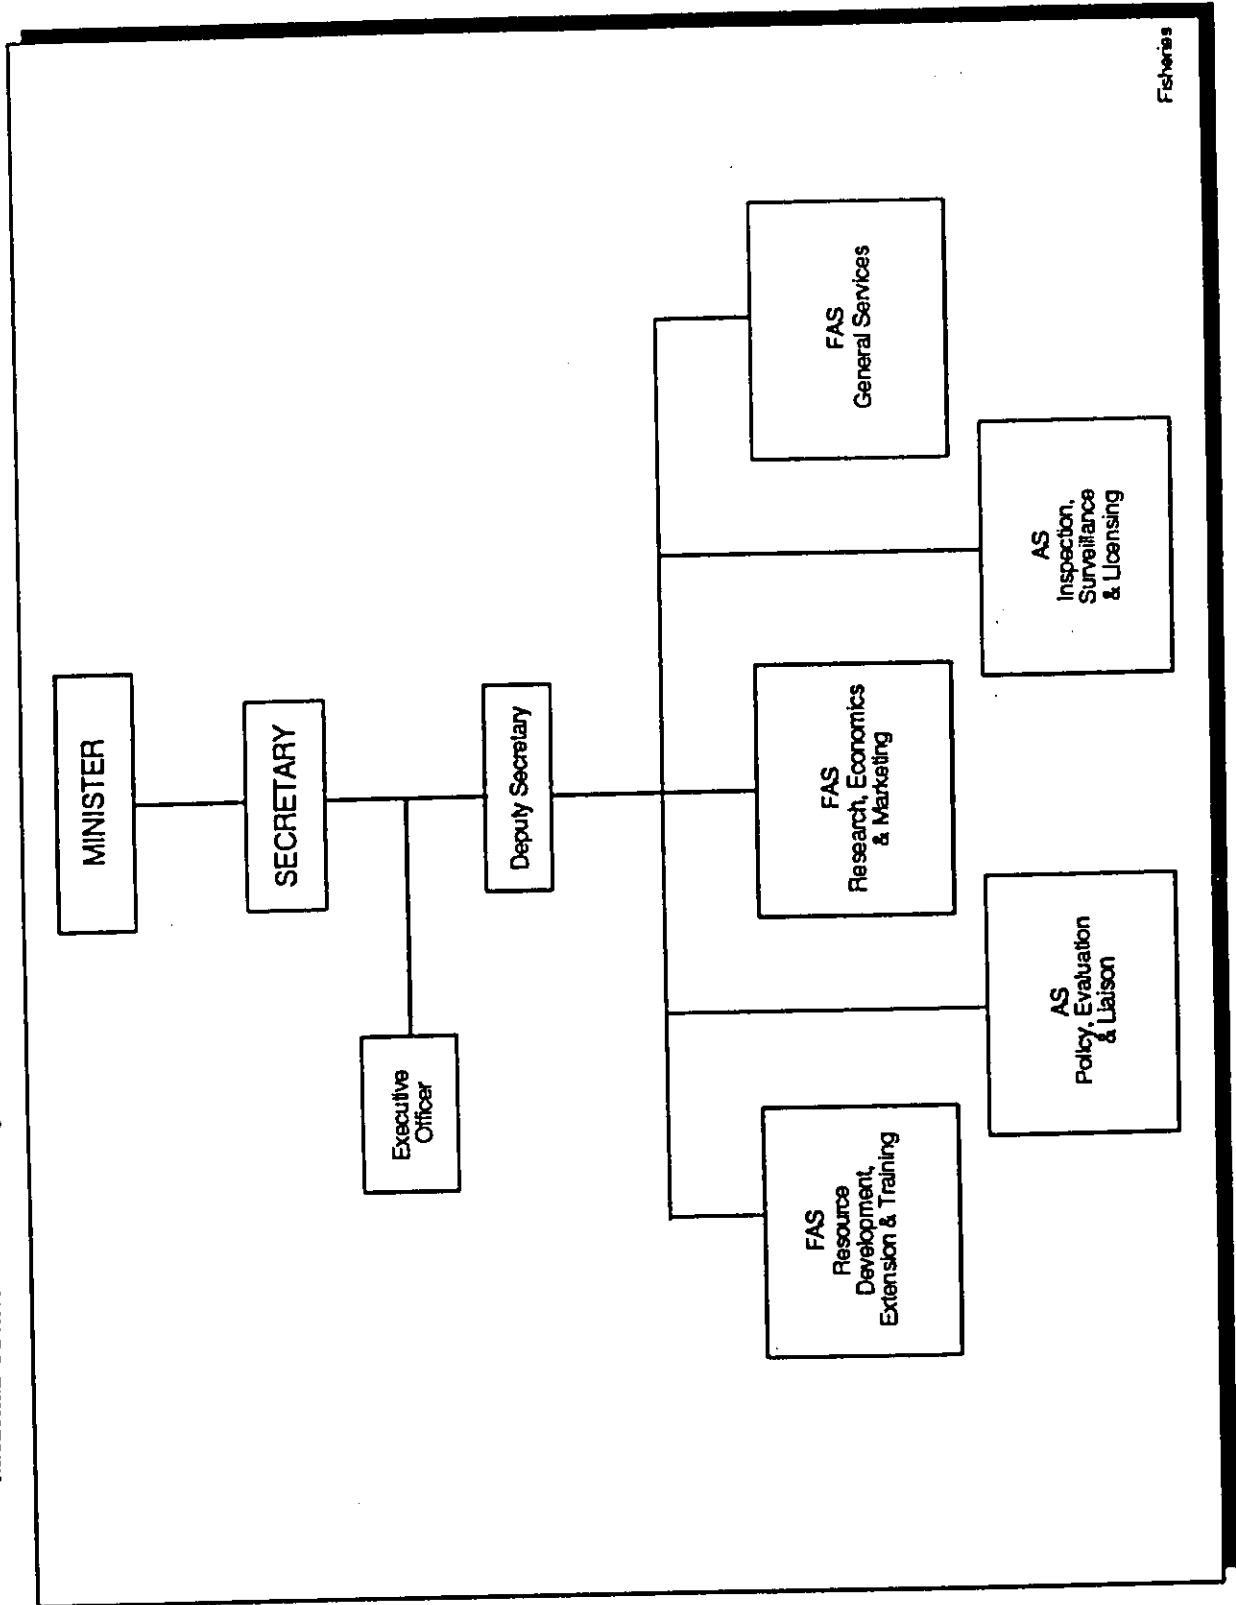 MINISTER
SECRETARY
Executive
Officer
Deputy Secretary
FAS
Resource
Development,
Extension & Training
FAS
Research, Economics
& Marketing
FAS
General Services
AS
Policy, Evaluation
& Liaison
AS
Inspection,
Surveillance
& Licensing
Fisheries